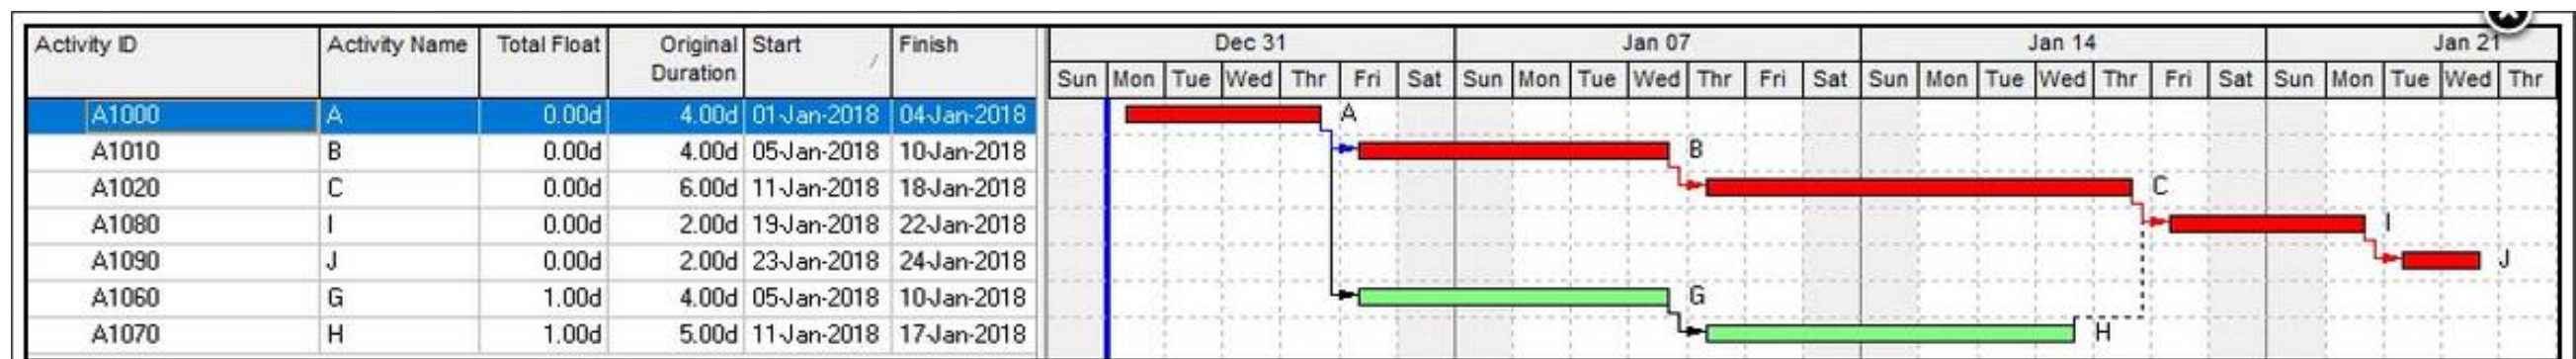 Activity ID Activity Name Total Float Original Duration Start / Finish Dec 31 Jan 07 Jan 14 Jan 21
Sun Mon Tue Wed Thr Fri Sat Sun Mon Tue Wed Thr Fri Sat Sun Mon Tue Wed Thr Fri Sat Sun Mon Tue Wed Thr
A1000 A 0.00d 4.00d 01-Jan-2018 04-Jan-2018 A
A1010 B 0.00d 4.00d 05-Jan-2018 10-Jan-2018 B
A1020 C 0.00d 6.00d 11-Jan-2018 18-Jan-2018 C
A1080 I 0.00d 2.00d 19-Jan-2018 22-Jan-2018 I
A1090 J 0.00d 2.00d 23-Jan-2018 24-Jan-2018 J
A1060 G 1.00d 4.00d 05-Jan-2018 10-Jan-2018 G
A1070 H 1.00d 5.00d 11-Jan-2018 17-Jan-2018 H